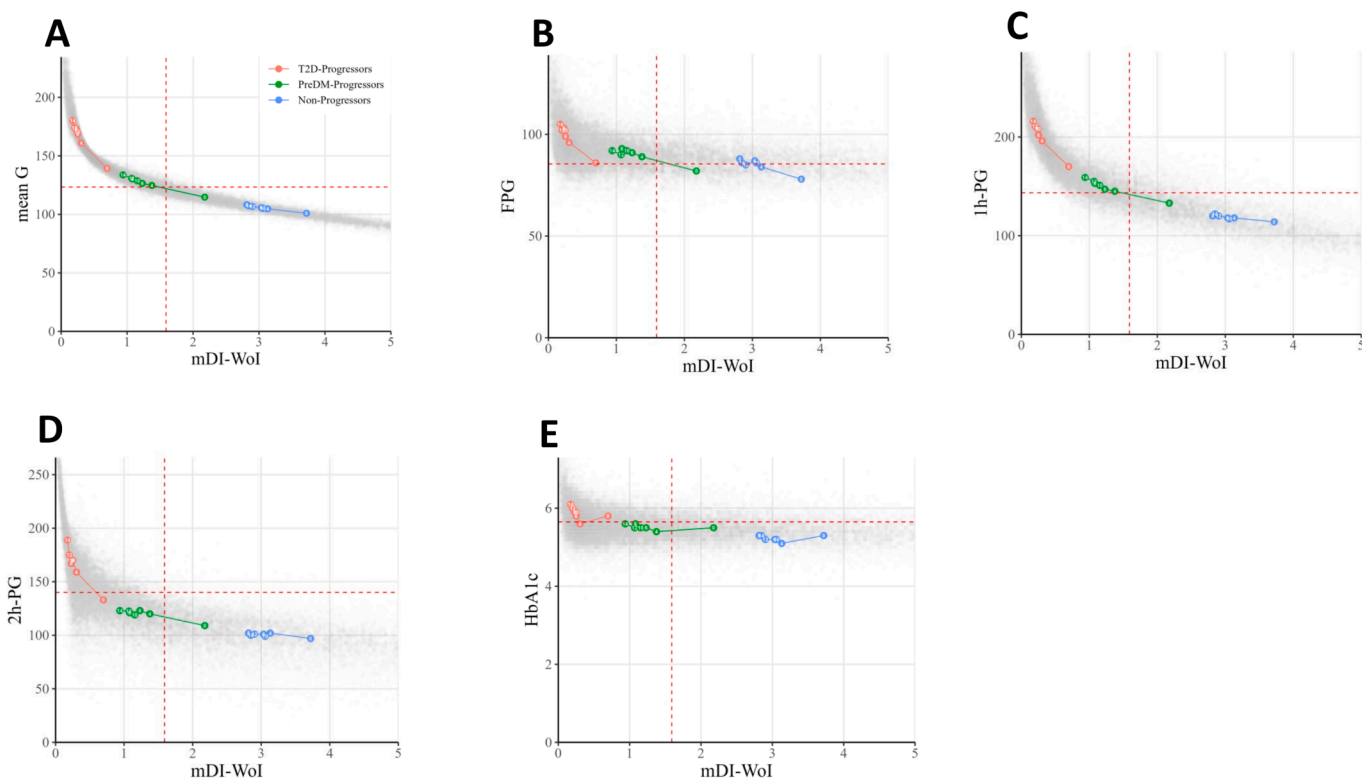 A
mean G
200
150
100
50
0
T2D-Progressors
PreDM-Progressors
Non-Progressors
0 1 2 3 4 5
mDI-WoI
B
FPG
100
50
0
0 1 2 3 4 5
mDI-WoI
C
1h-PG
200
100
0
0 1 2 3 4 5
mDI-WoI
D
2h-PG
250
200
150
100
50
0
0 1 2 3 4 5
mDI-WoI
E
HbA1c
6
4
2
0
0 1 2 3 4 5
mDI-WoI